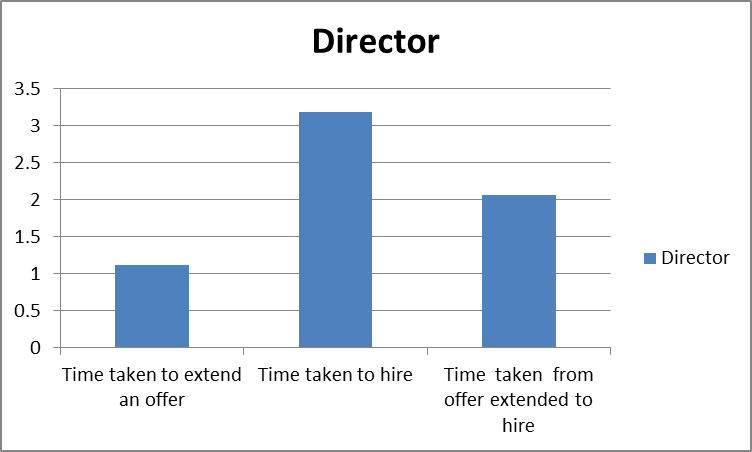 Director
3.5
3
2.5
2
1.5
1
0.5
0
Time taken to extend
an offer
Time taken to hire
Time taken from
offer extended to
hire
Director